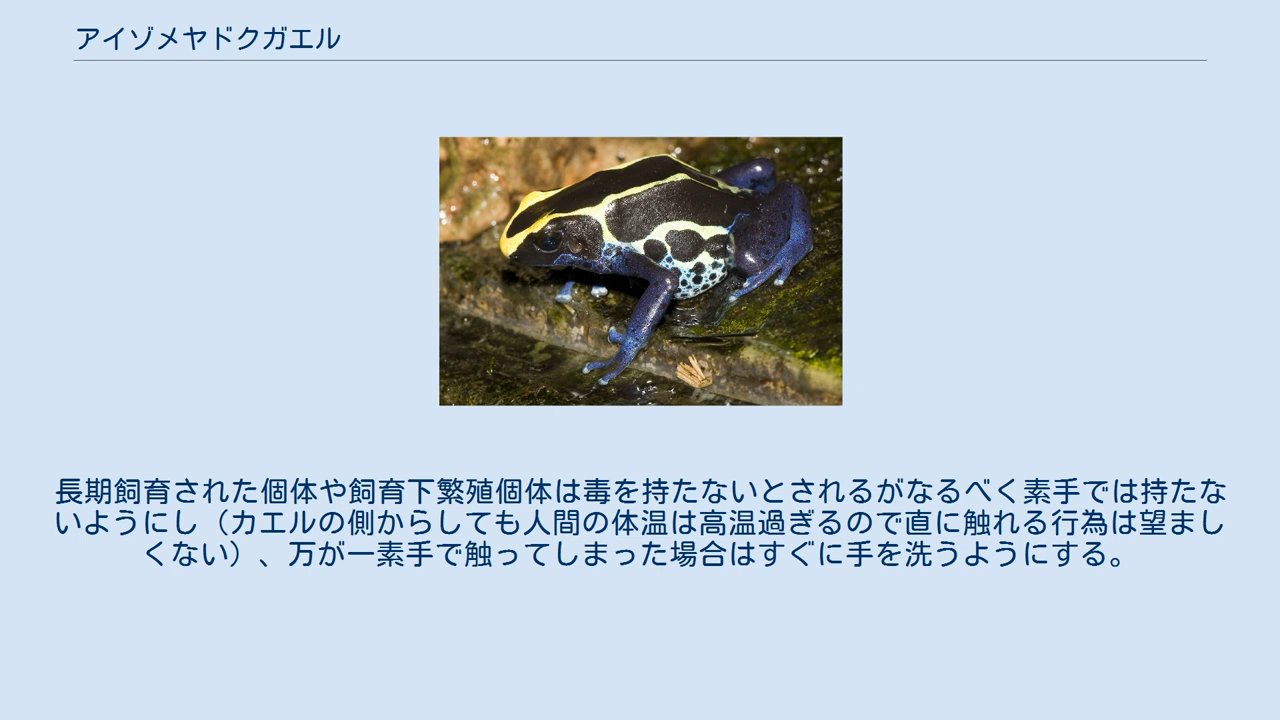 アイゾメヤドクガエル
長期飼育された個体や飼育下繁殖個体は毒を持たないとされるがなるべく素手では持たな
いようにし（カエルの側からしても人間の体温は高温過ぎるので直に触れる行為は望まし
くない）、万が一素手で触ってしまった場合はすぐに手を洗うようにする。